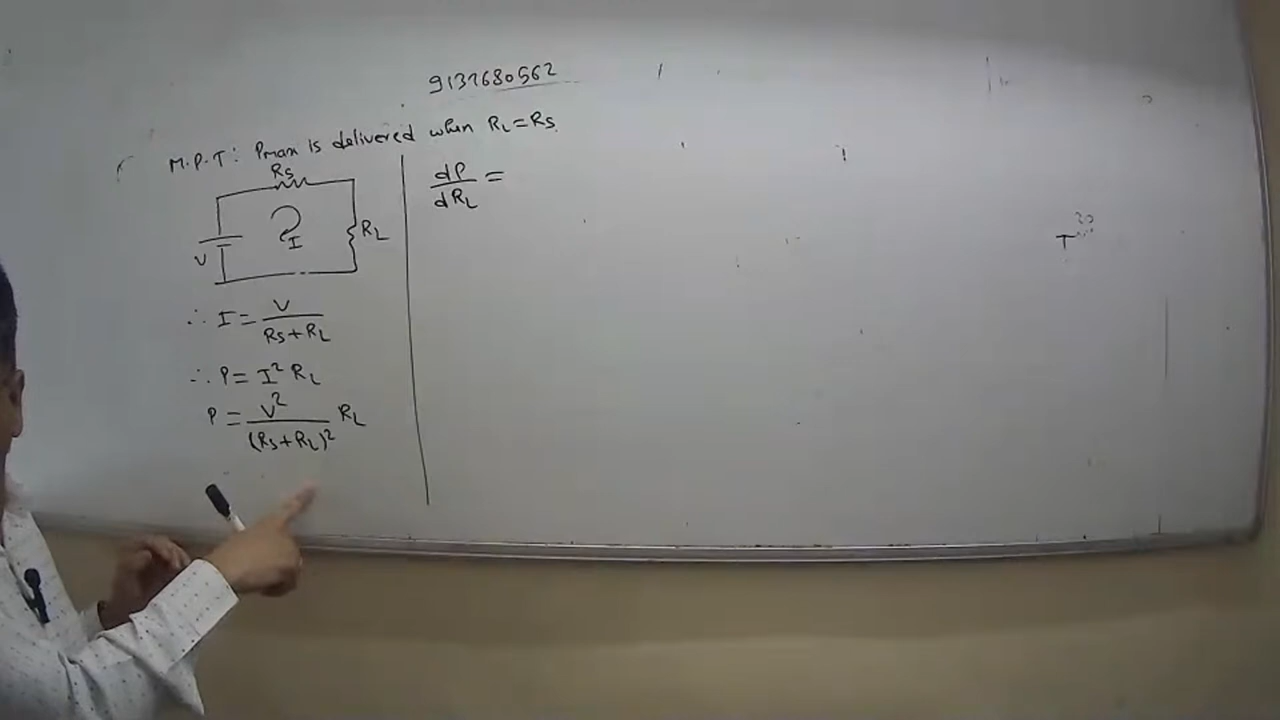 9137680562
M.P.T: Pmax is delivered when RL=RS.
RS
I
RL
V
∴ I = V / RS+RL
∴ P = I² RL
P = V² / (RS+RL)² RL
dP / dRL =